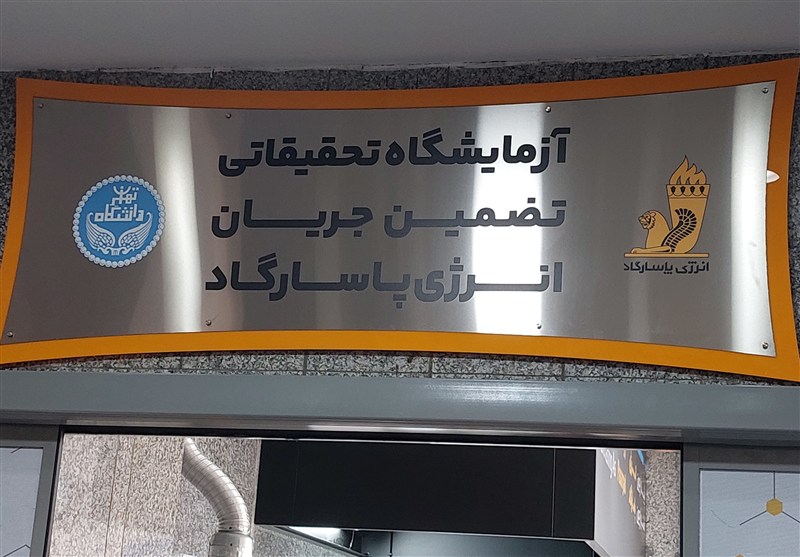 آزمایشگاه تحقیقاتی
تضمین جریان
انرژی پاسارگاد
انرژی پاسارگاد
دانشگاه
تهران